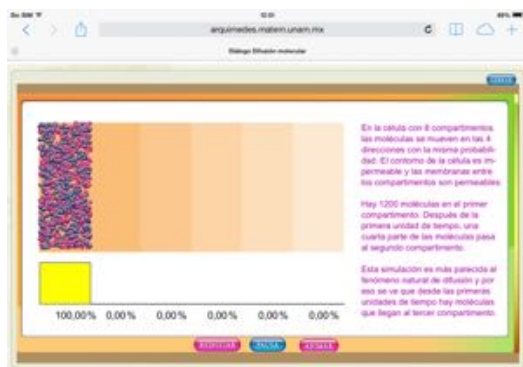 arquimedes.matem.unam.mx
Diálogo Difusión molecular
En la célula con 6 compartimentos
las moléculas se mueven en las 4
direcciones con la misma probabili-
dad. El contorno de la célula es im-
permeable y las membranas entre
los compartimentos son permeables.
Hay 1200 moléculas en el primer
compartimento. Después de la
primera unidad de tiempo, una
cuarta parte de las moléculas pasa
al segundo compartimento.
Esta simulación es más parecida al
fenómeno natural de difusión y por
eso se ve que desde las primeras
unidades de tiempo hay moléculas
que llegan al tercer compartimento.
100,00% 0,00% 0,00% 0,00% 0,00% 0,00%
PAUSA